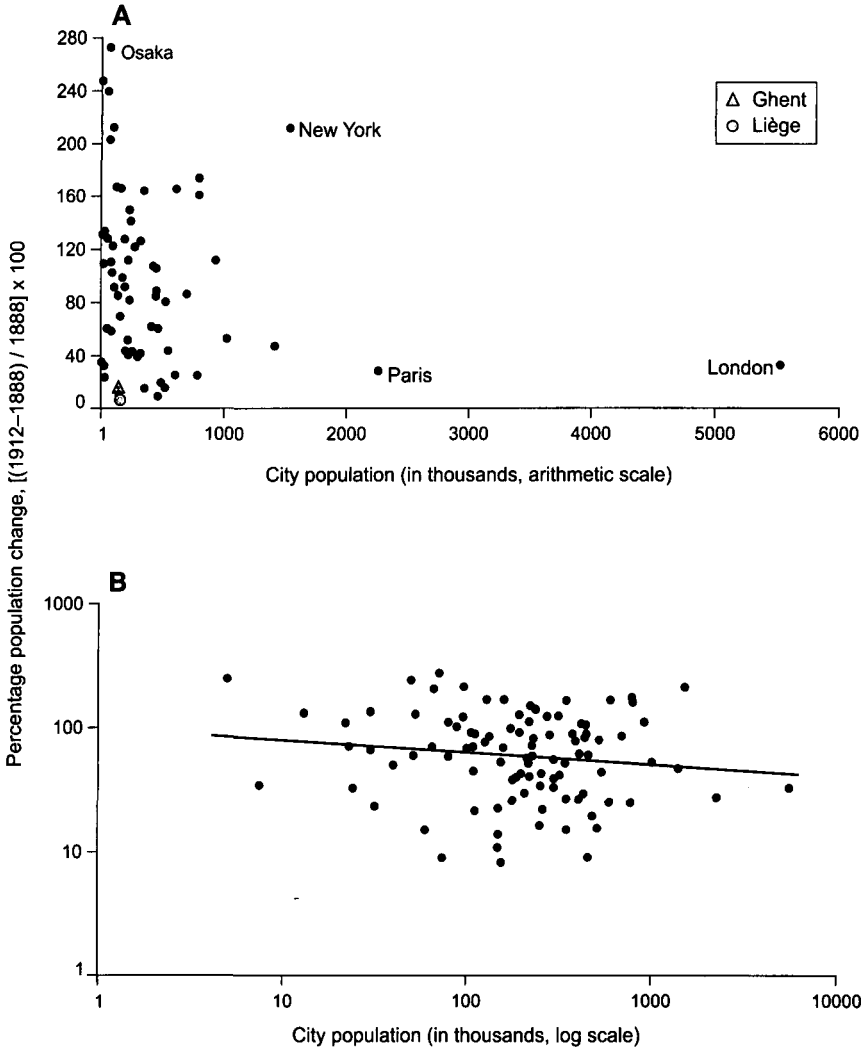 A
280
240
200
160
120
80
40
0
Osaka
New York
Paris
London
Ghent
Liège
1
1000
2000
3000
4000
5000
6000
City population (in thousands, arithmetic scale)
Percentage population change, [(1912–1888) / 1888] x 100
B
1000
100
10
1
1
10
100
1000
10000
City population (in thousands, log scale)